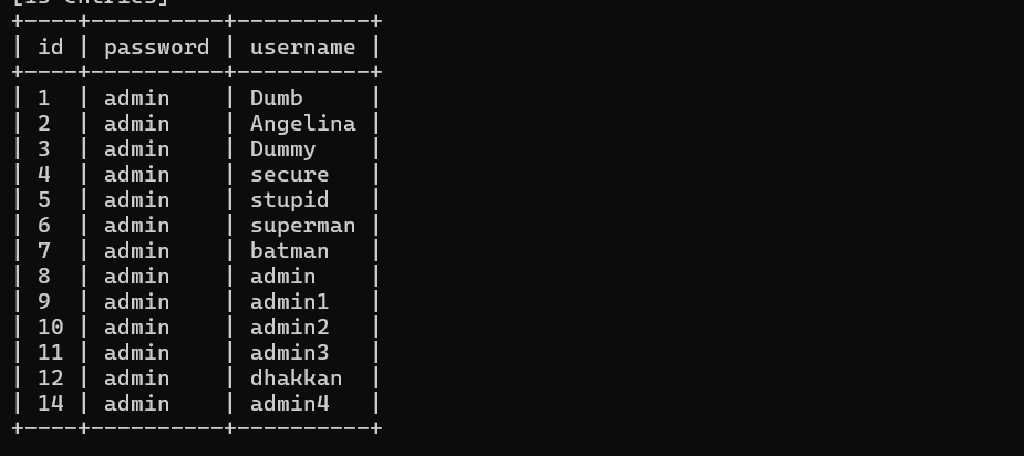 [13 entries]
+----+----------+----------+
| id | password | username |
+----+----------+----------+
| 1  | admin    | Dumb     |
| 2  | admin    | Angelina |
| 3  | admin    | Dummy    |
| 4  | admin    | secure   |
| 5  | admin    | stupid   |
| 6  | admin    | superman |
| 7  | admin    | batman   |
| 8  | admin    | admin    |
| 9  | admin    | admin1   |
| 10 | admin    | admin2   |
| 11 | admin    | admin3   |
| 12 | admin    | dhakkan  |
| 14 | admin    | admin4   |
+----+----------+----------+